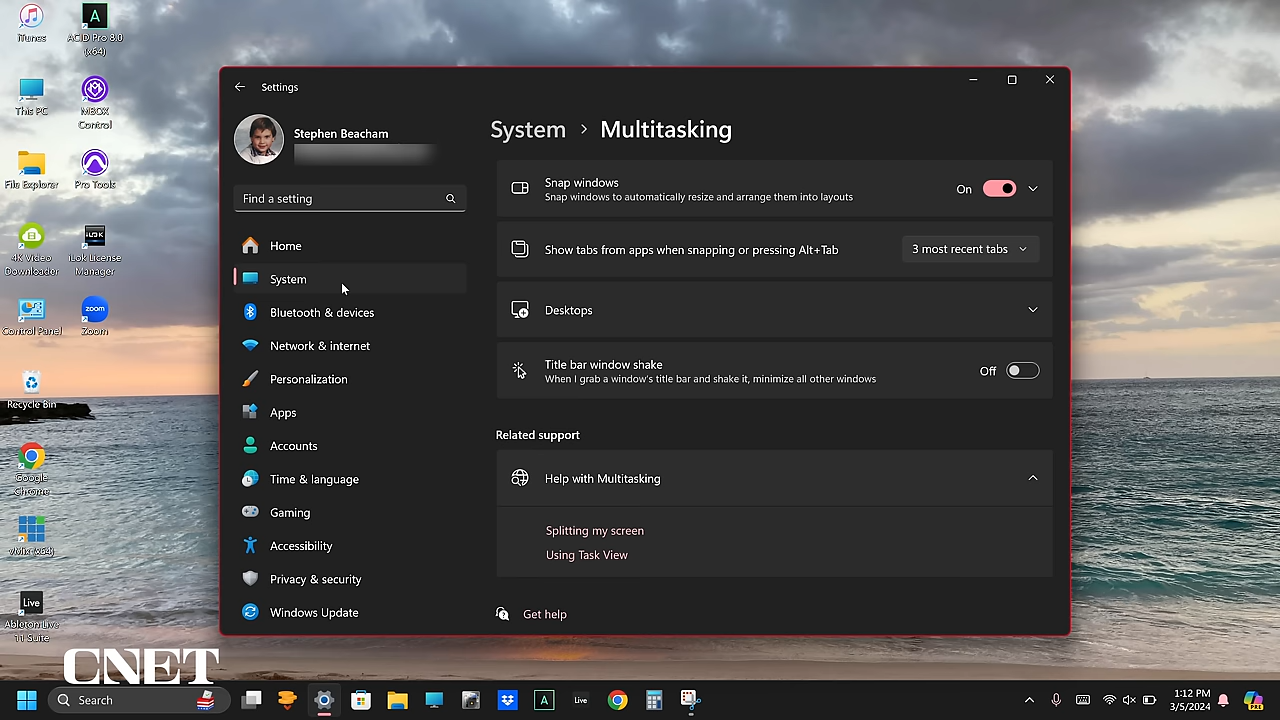 iTunes
ACID Pro 8.0
(x64)
This PC
MBOX
Control
File Explorer
Pro Tools
4K Video
Downloader
iLOK
iLok License
Manager
Control Panel
zoom
Zoom
Recycle Bin
Google
Chrome
vMix (x64)
Live
Ableton Live
11 Suite
Settings
Stephen Beacham
Find a setting
Home
System
Bluetooth & devices
Network & internet
Personalization
Apps
Accounts
Time & language
Gaming
Accessibility
Privacy & security
Windows Update
System > Multitasking
Snap windows
Snap windows to automatically resize and arrange them into layouts
On
Show tabs from apps when snapping or pressing Alt+Tab
3 most recent tabs
Desktops
Title bar window shake
When I grab a window's title bar and shake it, minimize all other windows
Off
Related support
Help with Multitasking
Splitting my screen
Using Task View
Get help
CNET
Search
A
Live
1:12 PM
3/5/2024
PRE